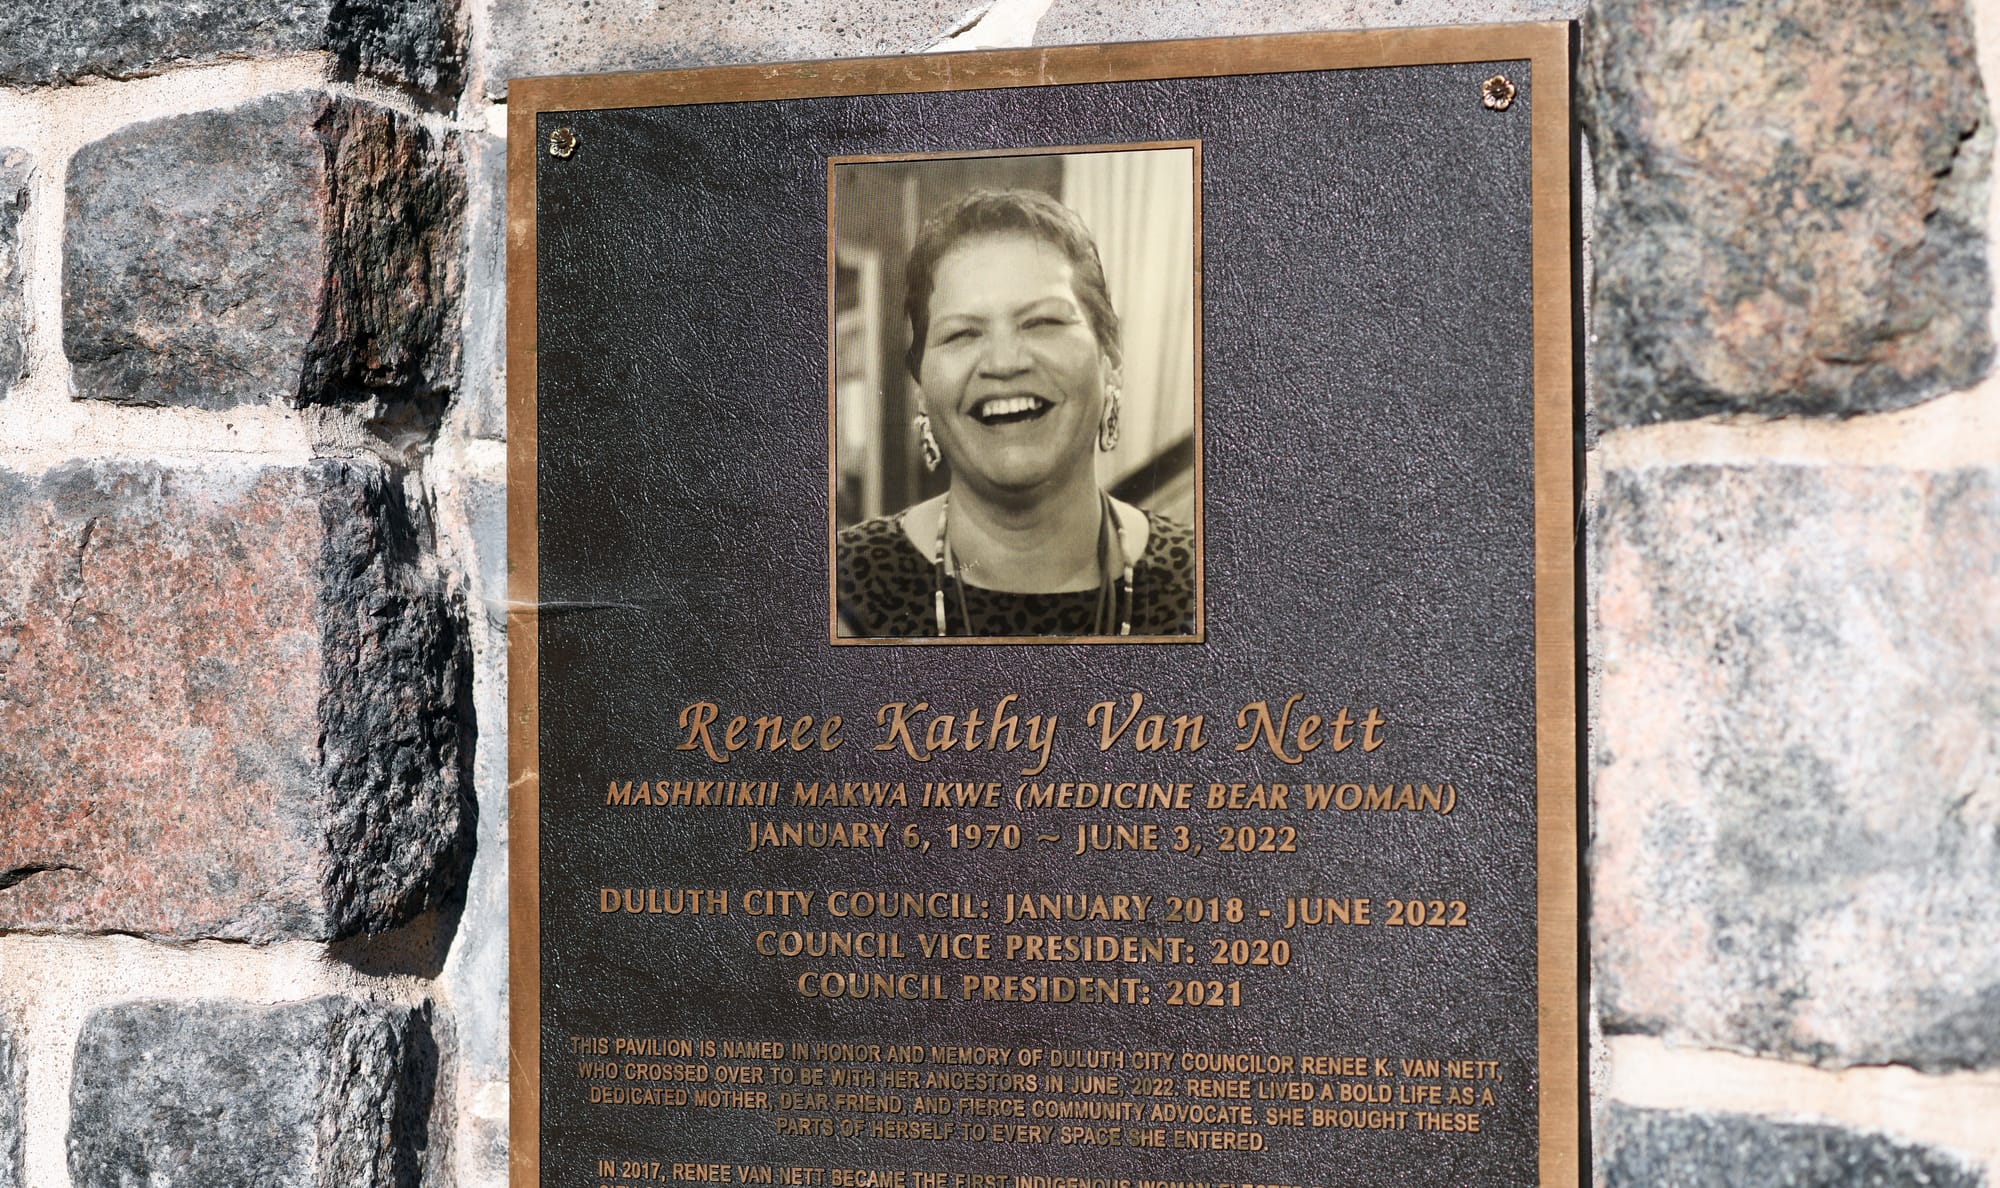 Renee Kathy Van Nett
MASHKIIKII MAKWA IKWE (MEDICINE BEAR WOMAN)
JANUARY 6, 1970 ~ JUNE 3, 2022
DULUTH CITY COUNCIL: JANUARY 2018 - JUNE 2022
COUNCIL VICE PRESIDENT: 2020
COUNCIL PRESIDENT: 2021
THIS PAVILION IS NAMED IN HONOR AND MEMORY OF DULUTH CITY COUNCILOR RENEE K. VAN NETT,
WHO CROSSED OVER TO BE WITH HER ANCESTORS IN JUNE, 2022. RENEE LIVED A BOLD LIFE AS A
DEDICATED MOTHER, DEAR FRIEND, AND FIERCE COMMUNITY ADVOCATE. SHE BROUGHT THESE
PARTS OF HERSELF TO EVERY SPACE SHE ENTERED.
IN 2017, RENEE VAN NETT BECAME THE FIRST INDIGENOUS WOMAN